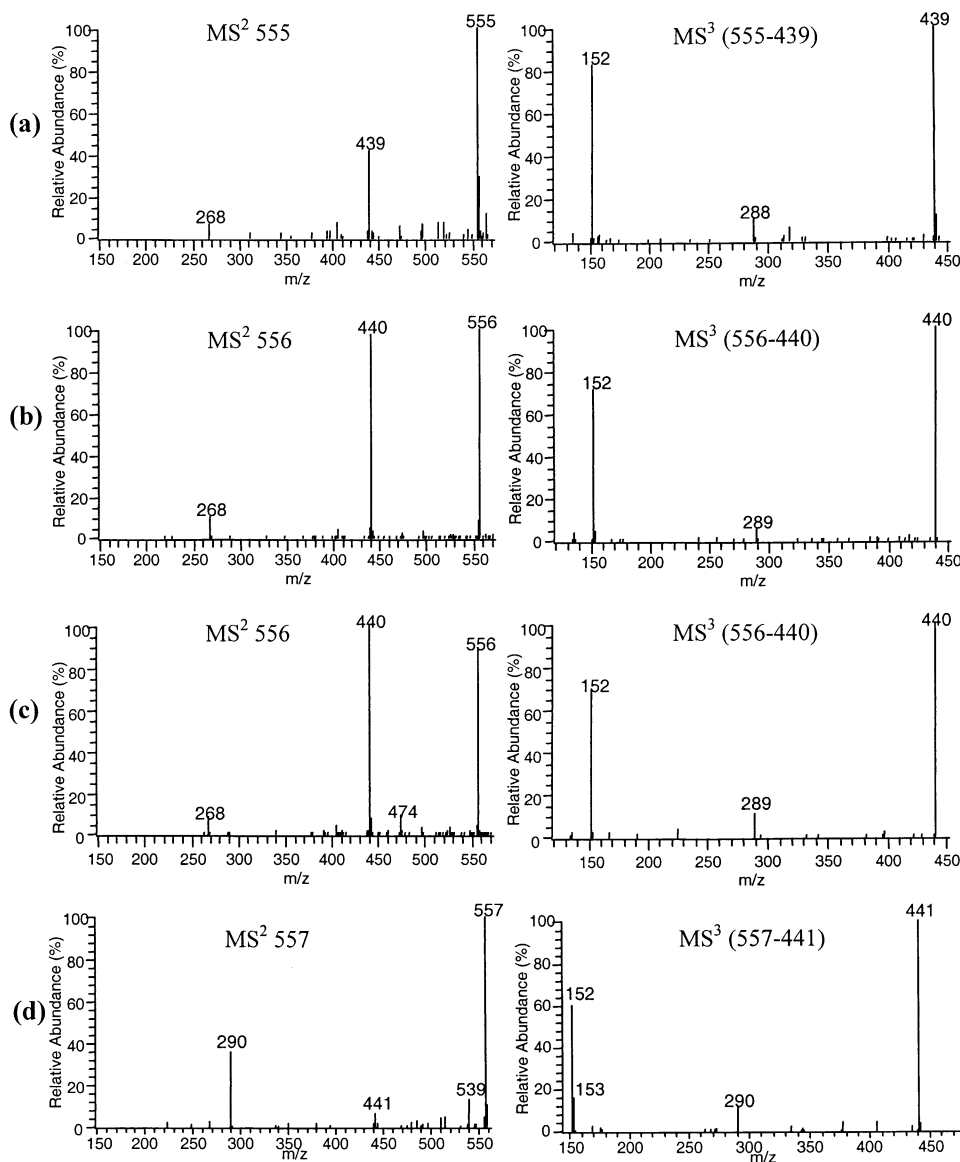 (a)
MS² 555
Relative Abundance (%)
100
80
60
40
20
0
268
439
555
150 200 250 300 350 400 450 500 550
m/z
MS³ (555-439)
Relative Abundance (%)
100
80
60
40
20
0
152
288
439
150 200 250 300 350 400 450
m/z
(b)
MS² 556
Relative Abundance (%)
100
80
60
40
20
0
268
440
556
150 200 250 300 350 400 450 500 550
m/z
MS³ (556-440)
Relative Abundance (%)
100
80
60
40
20
0
152
289
440
150 200 250 300 350 400 450
m/z
(c)
MS² 556
Relative Abundance (%)
100
80
60
40
20
0
268
440
474
556
150 200 250 300 350 400 450 500 550
m/z
MS³ (556-440)
Relative Abundance (%)
100
80
60
40
20
0
152
289
440
150 200 250 300 350 400 450
m/z
(d)
MS² 557
Relative Abundance (%)
100
80
60
40
20
0
290
441
539
557
150 200 250 300 350 400 450 500 550
m/z
MS³ (557-441)
Relative Abundance (%)
100
80
60
40
20
0
152
153
290
441
200 250 300 350 400 450
m/z